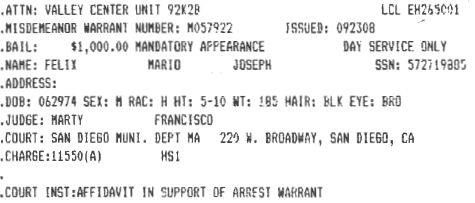 .ATTN: VALLEY CENTER UNIT 92K28 LCL EH265001
.MISDEMEANOR WARRANT NUMBER: M057922 ISSUED: 092308
.BAIL: $1,000.00 MANDATORY APPEARANCE DAY SERVICE ONLY
.NAME: FELIX MARIO JOSEPH SSN: 572719805
.ADDRESS:
.DOB: 062974 SEX: M RAC: H HT: 5-10 WT: 185 HAIR: BLK EYE: BRO
.JUDGE: MARTY FRANCISCO
.COURT: SAN DIEGO MUNI. DEPT MA 220 W. BROADWAY, SAN DIEGO, CA
.CHARGE:11550(A) HS1
.
.COURT INST:AFFIDAVIT IN SUPPORT OF ARREST WARRANT